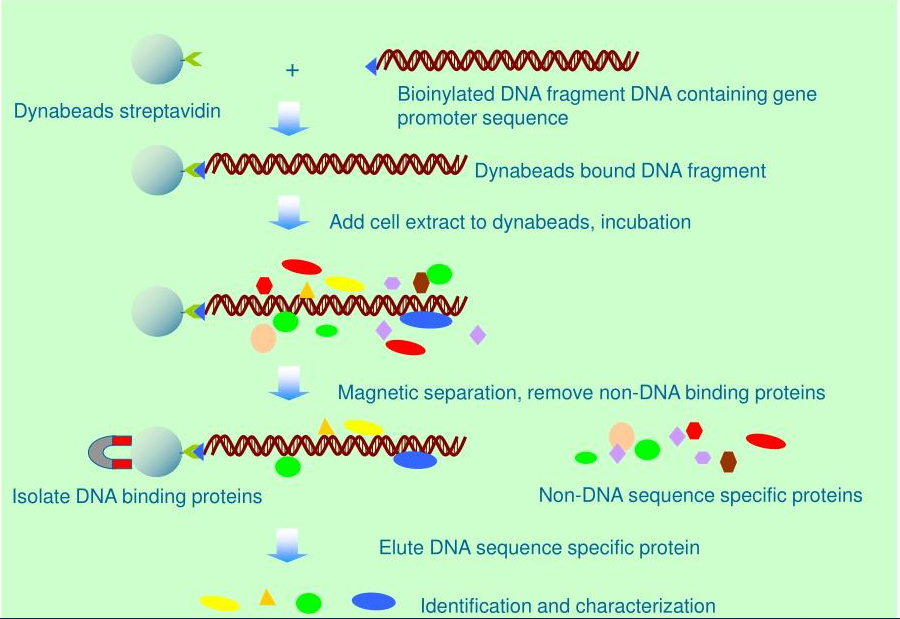 +
Dynabeads streptavidin
Bioinylated DNA fragment DNA containing gene
promoter sequence
Dynabeads bound DNA fragment
Add cell extract to dynabeads, incubation
Magnetic separation, remove non-DNA binding proteins
Isolate DNA binding proteins
Non-DNA sequence specific proteins
Elute DNA sequence specific protein
Identification and characterization